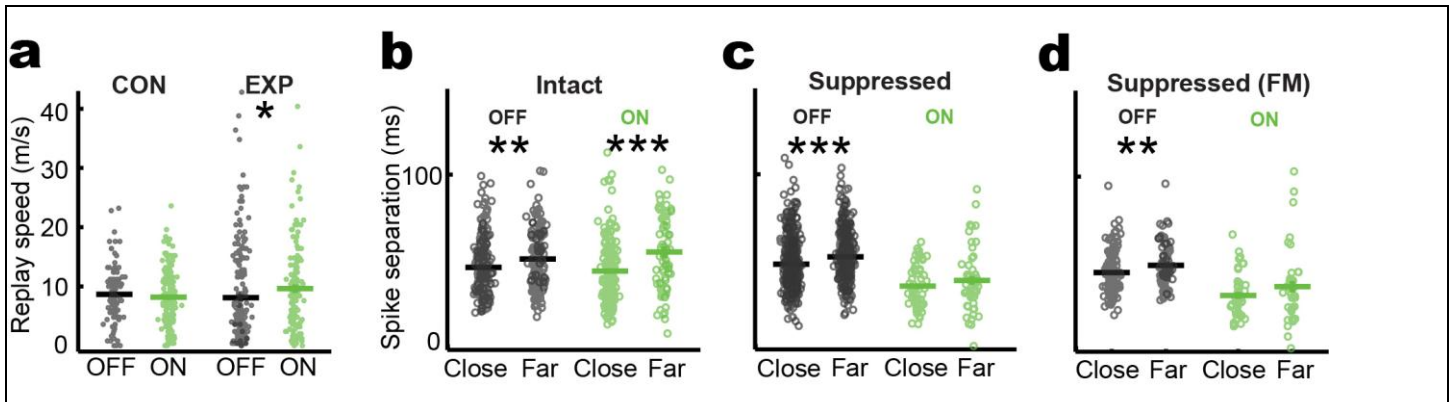 a
CON EXP
*
Replay speed (m/s)
40
30
20
10
0
OFF ON OFF ON
b
Intact
OFF ON
** ***
Spike separation (ms)
100
0
Close Far Close Far
c
Suppressed
OFF ON
***
Close Far Close Far
d
Suppressed (FM)
OFF ON
**
Close Far Close Far